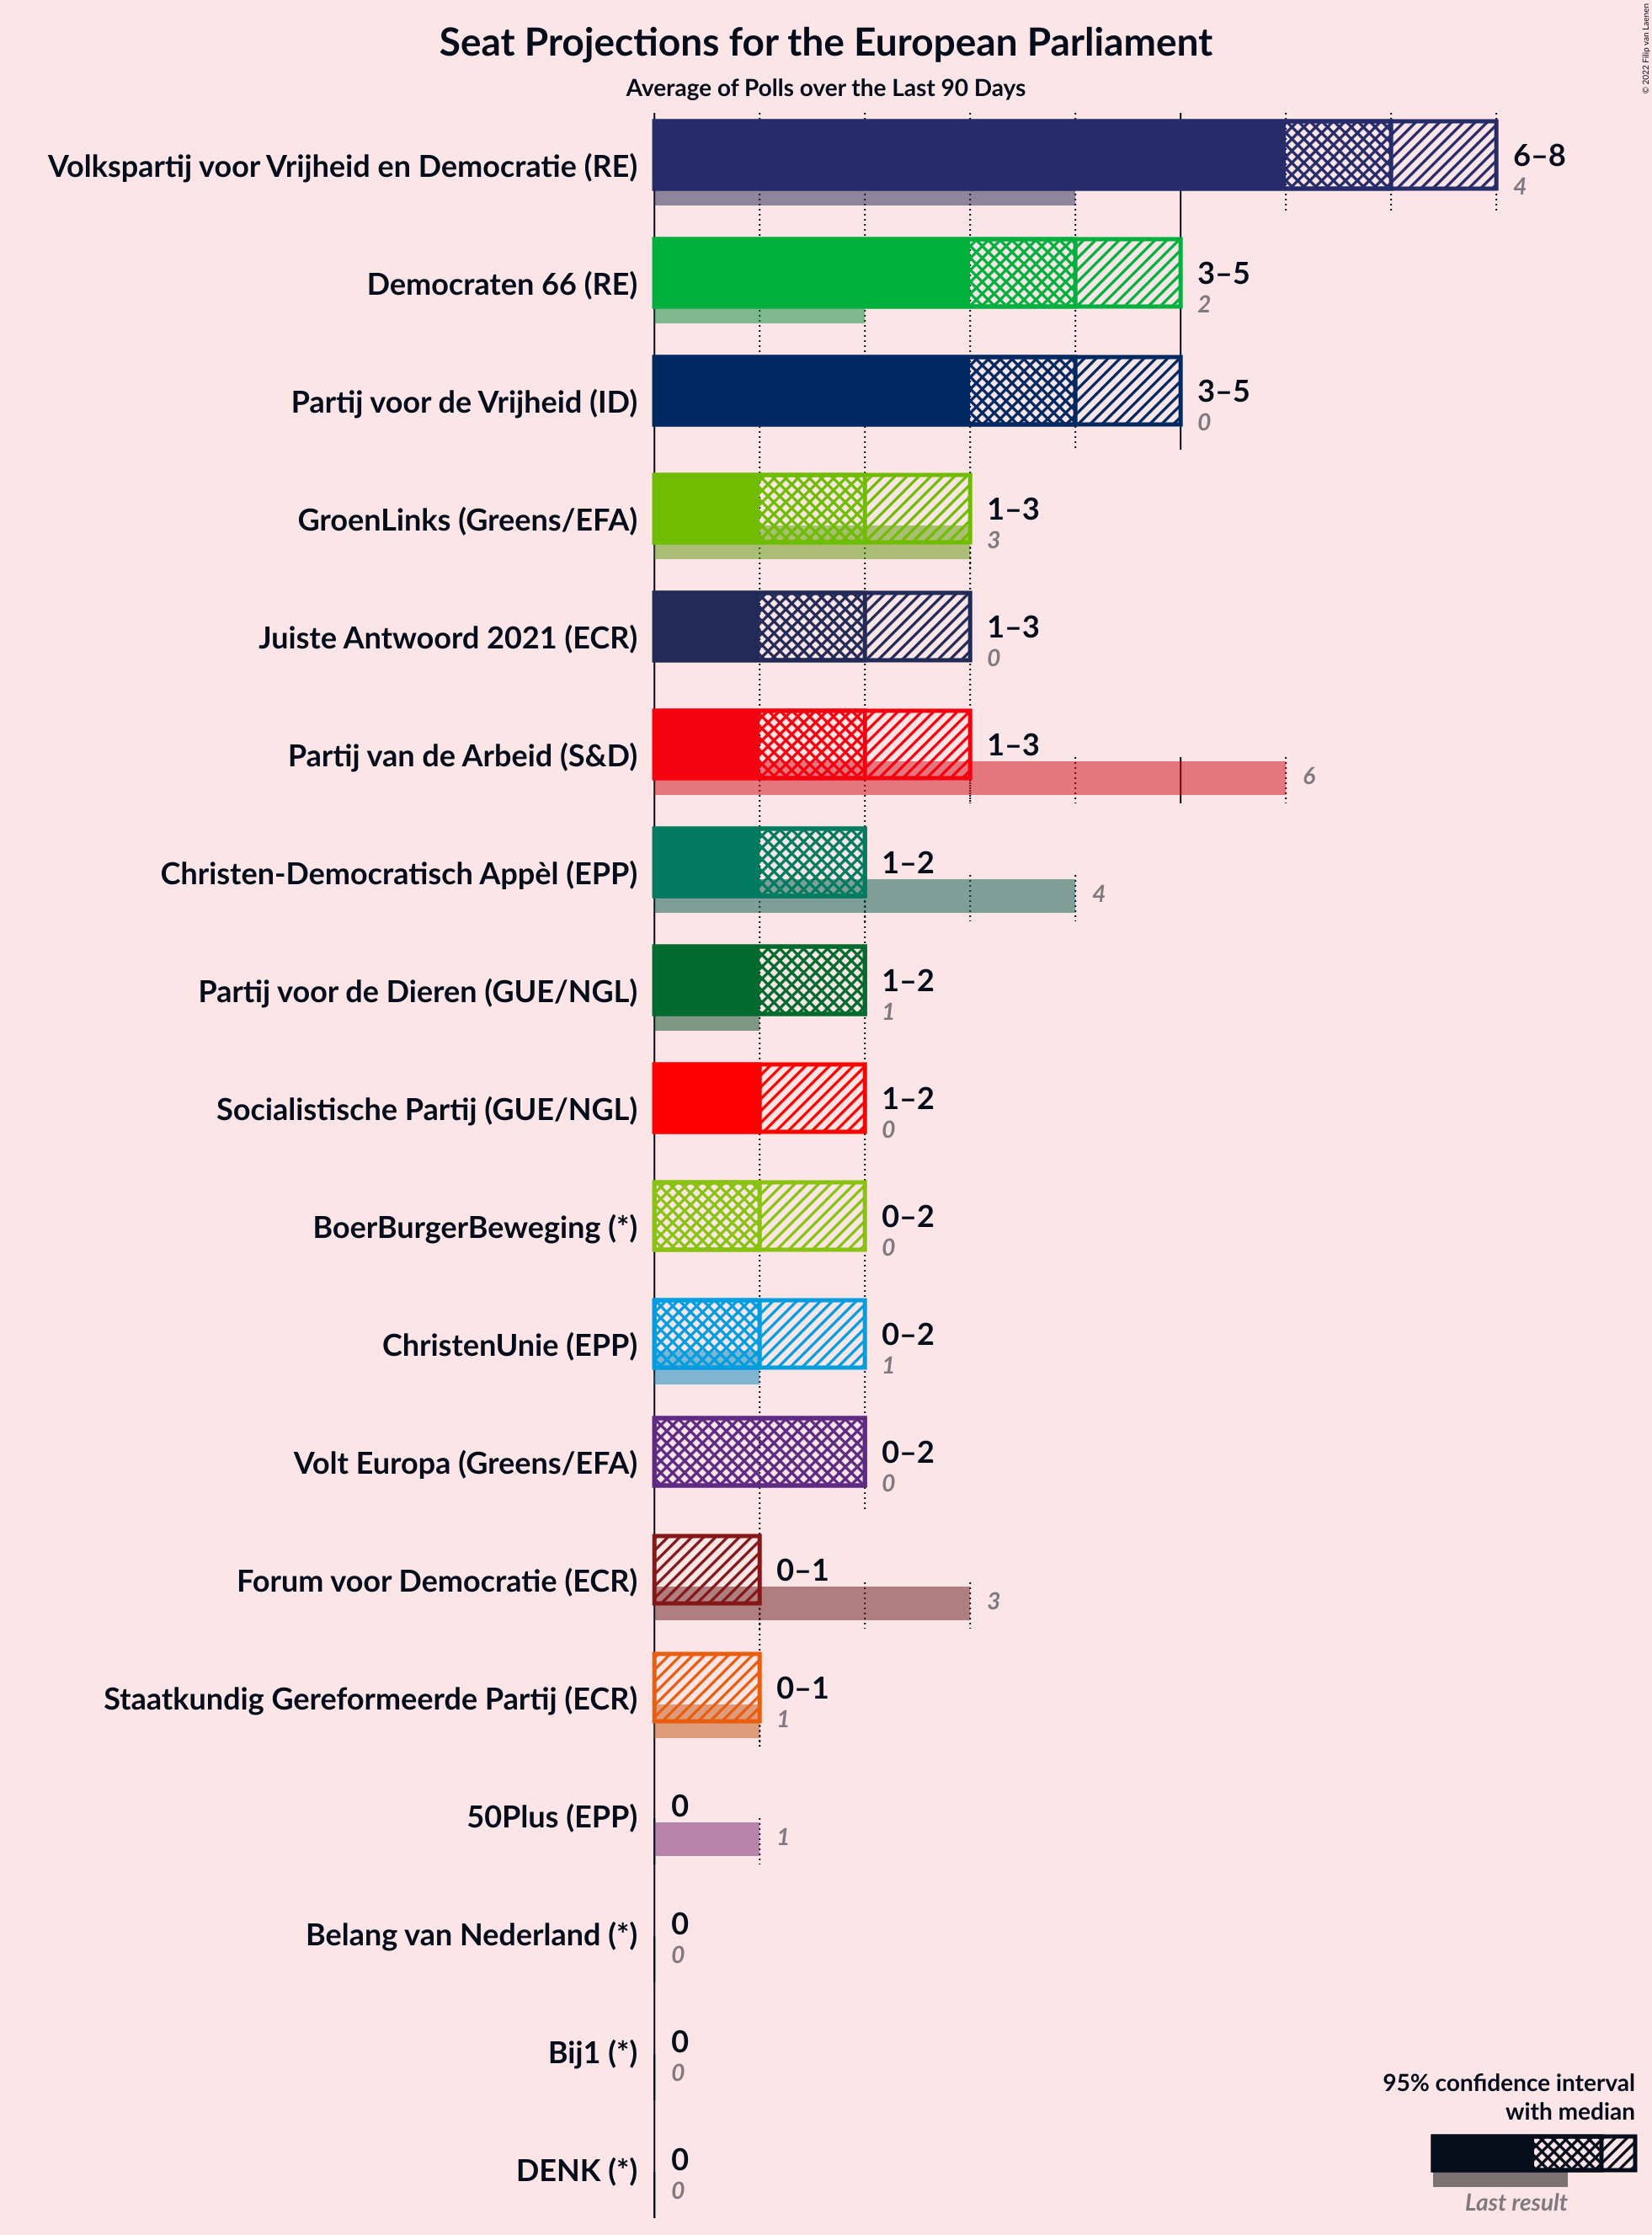 Seat Projections for the European Parliament
Average of Polls over the Last 90 Days
© 2022 Filip van Laenen
Volkspartij voor Vrijheid en Democratie (RE)
6–8
4
Democraten 66 (RE)
3–5
2
Partij voor de Vrijheid (ID)
3–5
0
GroenLinks (Greens/EFA)
1–3
3
Juiste Antwoord 2021 (ECR)
1–3
0
Partij van de Arbeid (S&D)
1–3
6
Christen-Democratisch Appèl (EPP)
1–2
4
Partij voor de Dieren (GUE/NGL)
1–2
1
Socialistische Partij (GUE/NGL)
1–2
0
BoerBurgerBeweging (*)
0–2
0
ChristenUnie (EPP)
0–2
1
Volt Europa (Greens/EFA)
0–2
0
Forum voor Democratie (ECR)
0–1
3
Staatkundig Gereformeerde Partij (ECR)
0–1
1
50Plus (EPP)
0
1
Belang van Nederland (*)
0
0
Bij1 (*)
0
0
DENK (*)
0
0
95% confidence interval
with median
Last result